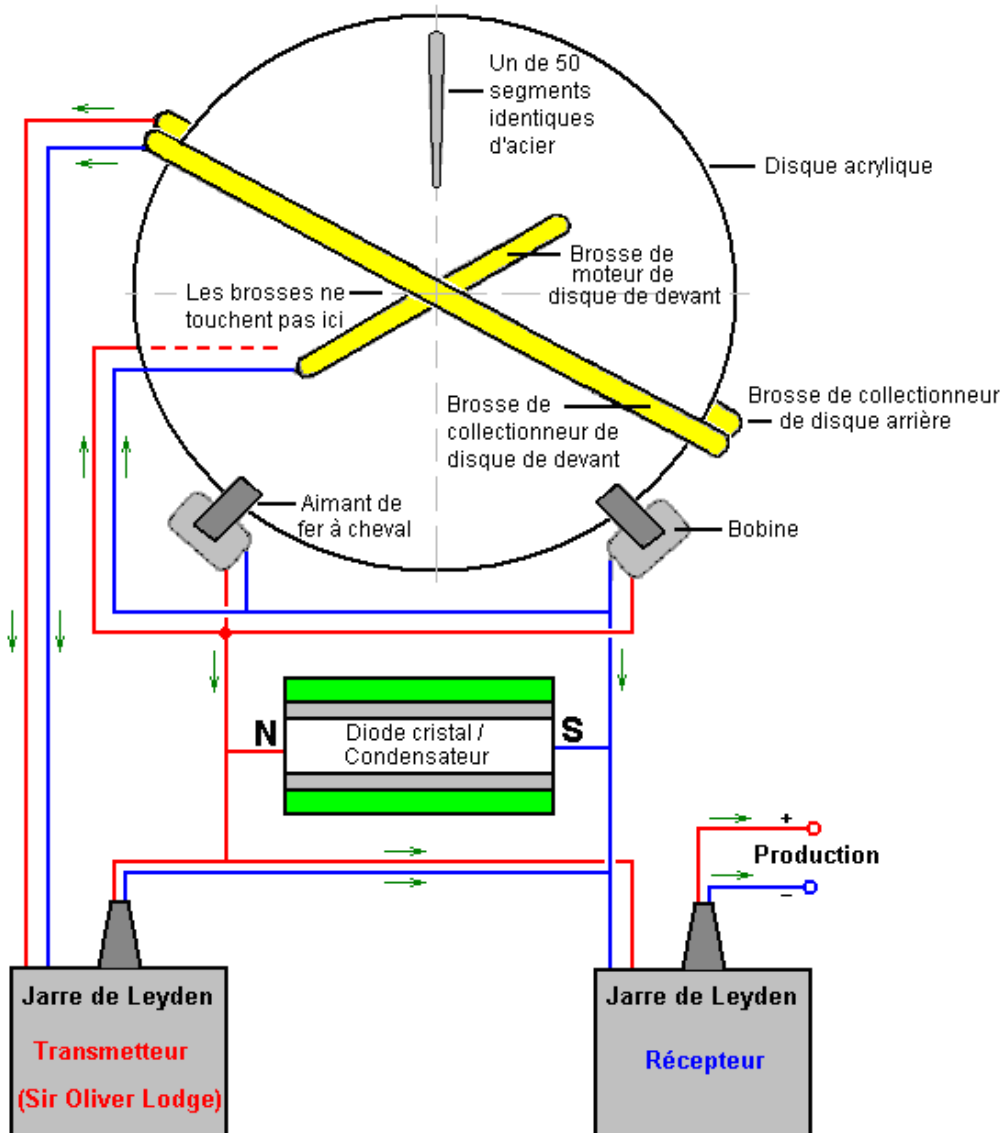 Un de 50
segments
identiques
d'acier
Disque acrylique
Brosse de
moteur de
disque de devant
Les brosses ne
touchent pas ici
Brosse de
collectionneur de
disque de devant
Brosse de collectionneur
de disque arrière
Aimant de
fer à cheval
Bobine
N
Diode cristal /
Condensateur
S
+
Production
–
Jarre de Leyden
Transmetteur
(Sir Oliver Lodge)
Jarre de Leyden
Récepteur